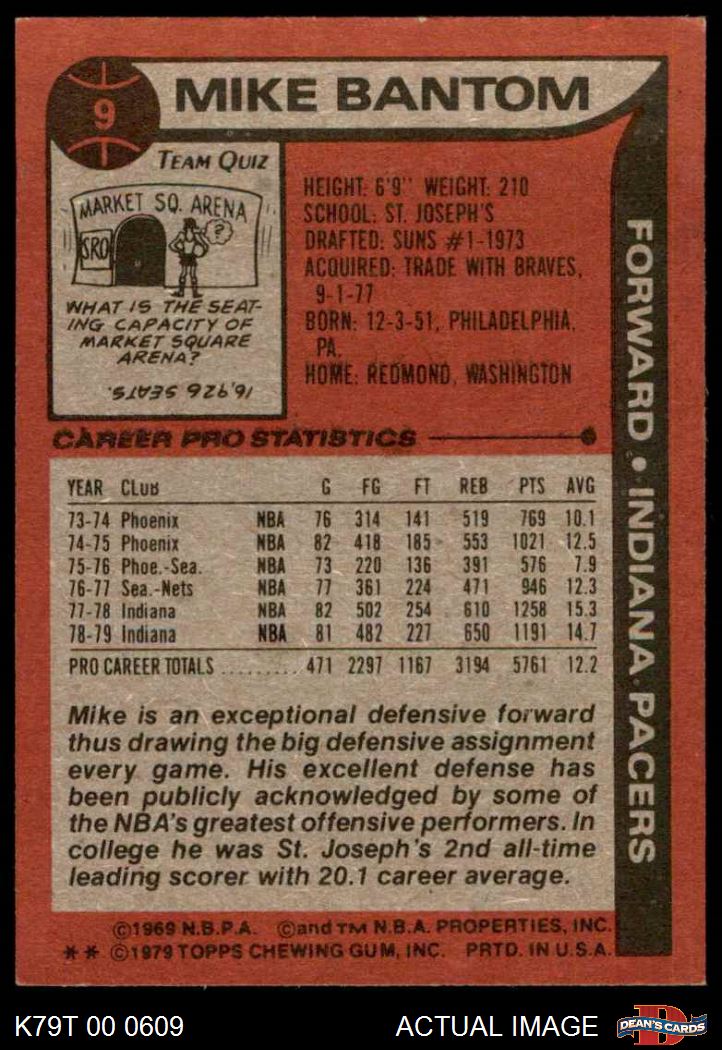 9
MIKE BANTOM
TEAM QUIZ
MARKET SQ. ARENA
SRO
?
WHAT IS THE SEAT-
ING CAPACITY OF
MARKET SQUARE
ARENA?
16,926 SEATS.
HEIGHT: 6'9" WEIGHT: 210
SCHOOL: ST. JOSEPH'S
DRAFTED: SUNS #1-1973
ACQUIRED: TRADE WITH BRAVES,
9-1-77
BORN: 12-3-51, PHILADELPHIA,
PA.
HOME: REDMOND, WASHINGTON
FORWARD • INDIANA PACERS
CAREER PRO STATISTICS
YEAR CLUB G FG FT REB PTS AVG
73-74 Phoenix NBA 76 314 141 519 769 10.1
74-75 Phoenix NBA 82 418 185 553 1021 12.5
75-76 Phoe.-Sea. NBA 73 220 136 391 576 7.9
76-77 Sea.-Nets NBA 77 361 224 471 946 12.3
77-78 Indiana NBA 82 502 254 610 1258 15.3
78-79 Indiana NBA 81 482 227 650 1191 14.7
PRO CAREER TOTALS .......... 471 2297 1167 3194 5761 12.2
Mike is an exceptional defensive forward
thus drawing the big defensive assignment
every game. His excellent defense has
been publicly acknowledged by some of
the NBA's greatest offensive performers. In
college he was St. Joseph's 2nd all-time
leading scorer with 20.1 career average.
©1969 N.B.P.A. ©and TM N.B.A. PROPERTIES, INC.
** ©1979 TOPPS CHEWING GUM, INC. PRTD. IN U.S.A.
K79T 00 0609
ACTUAL IMAGE
D
DEAN'S CARDS